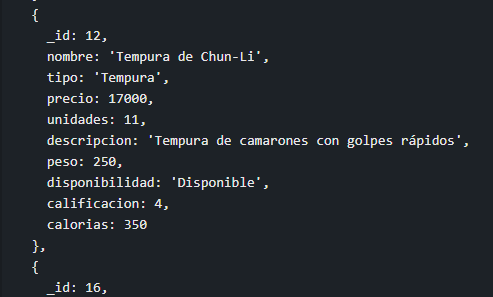 {
_id: 12,
nombre: 'Tempura de Chun-Li',
tipo: 'Tempura',
precio: 17000,
unidades: 11,
descripcion: 'Tempura de camarones con golpes rápidos',
peso: 250,
disponibilidad: 'Disponible',
calificacion: 4,
calorias: 350
},
{
_id: 16,